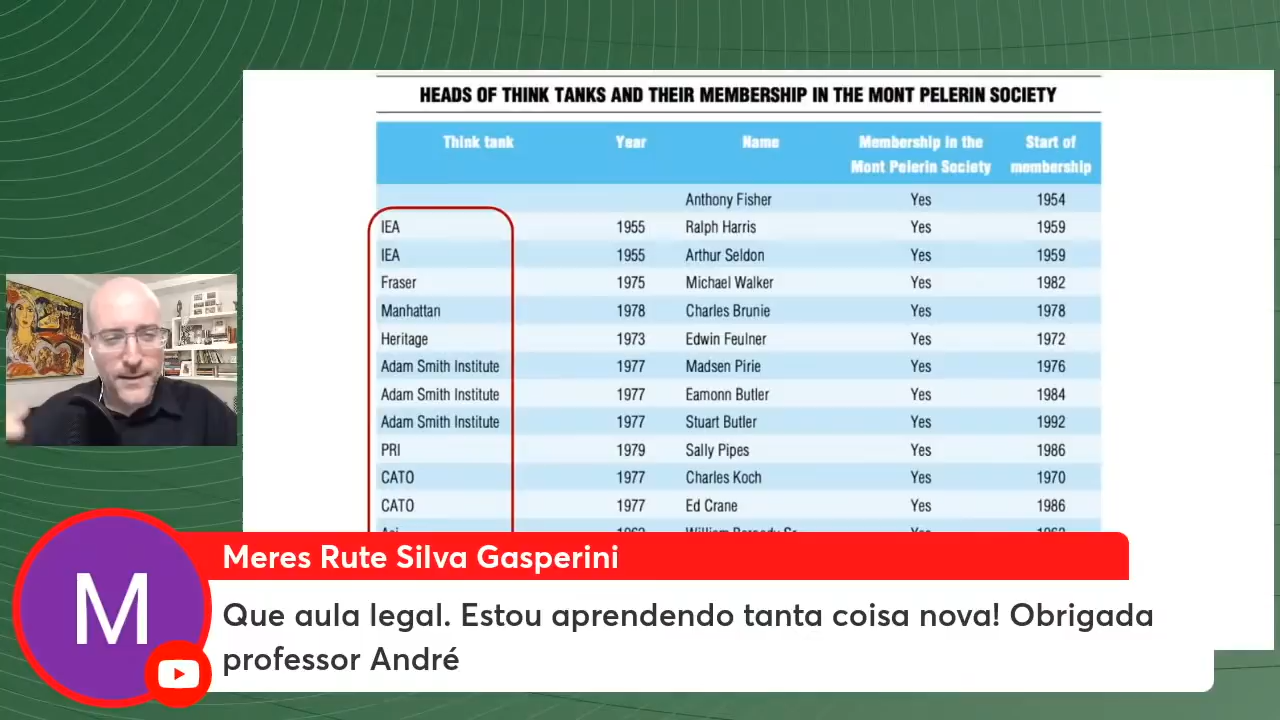 HEADS OF THINK TANKS AND THEIR MEMBERSHIP IN THE MONT PELERIN SOCIETY
Think tank Year Name Membership in the Mont Pelerin Society Start of membership
Anthony Fisher Yes 1954
IEA 1955 Ralph Harris Yes 1959
IEA 1955 Arthur Seldon Yes 1959
Fraser 1975 Michael Walker Yes 1982
Manhattan 1978 Charles Brunie Yes 1978
Heritage 1973 Edwin Feulner Yes 1972
Adam Smith Institute 1977 Madsen Pirie Yes 1976
Adam Smith Institute 1977 Eamonn Butler Yes 1984
Adam Smith Institute 1977 Stuart Butler Yes 1992
PRI 1979 Sally Pipes Yes 1986
CATO 1977 Charles Koch Yes 1970
CATO 1977 Ed Crane Yes 1986
Meres Rute Silva Gasperini
M
Que aula legal. Estou aprendendo tanta coisa nova! Obrigada
professor André